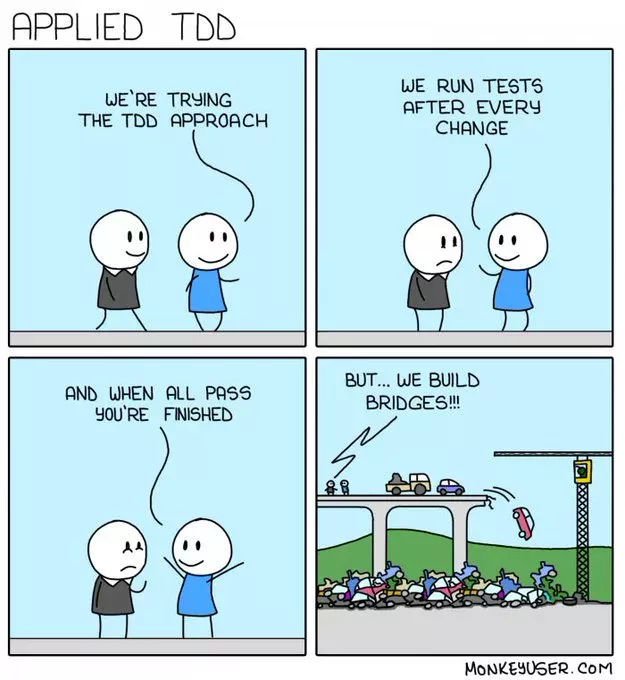 APPLIED TDD
WE'RE TRYING
THE TDD APPROACH
WE RUN TESTS
AFTER EVERY
CHANGE
AND WHEN ALL PASS
YOU'RE FINISHED
BUT... WE BUILD
BRIDGES!!!
MONKEYUSER.COM